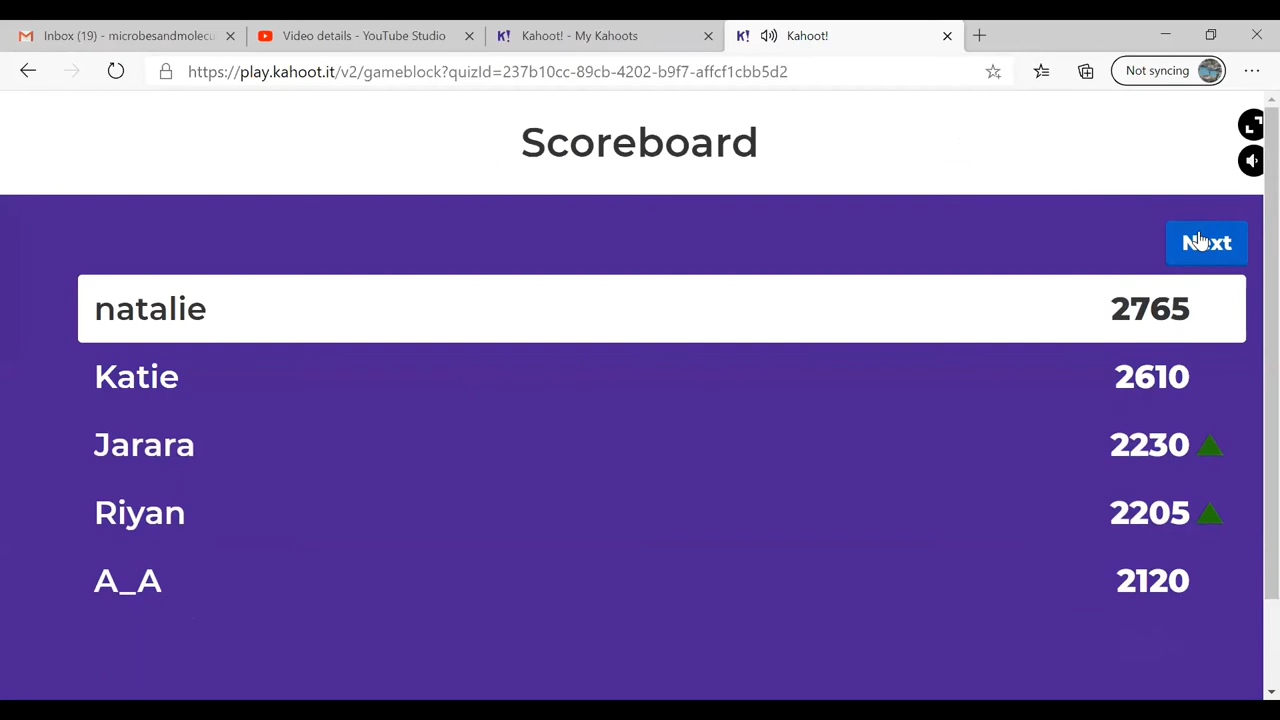 Inbox (19) - microbesandmolecu
Video details - YouTube Studio
K! Kahoot! - My Kahoots
K! Kahoot!
https://play.kahoot.it/v2/gameblock?quizId=237b10cc-89cb-4202-b9f7-affcf1cbb5d2
Not syncing
Scoreboard
Next
natalie 2765
Katie 2610
Jarara 2230
Riyan 2205
A_A 2120